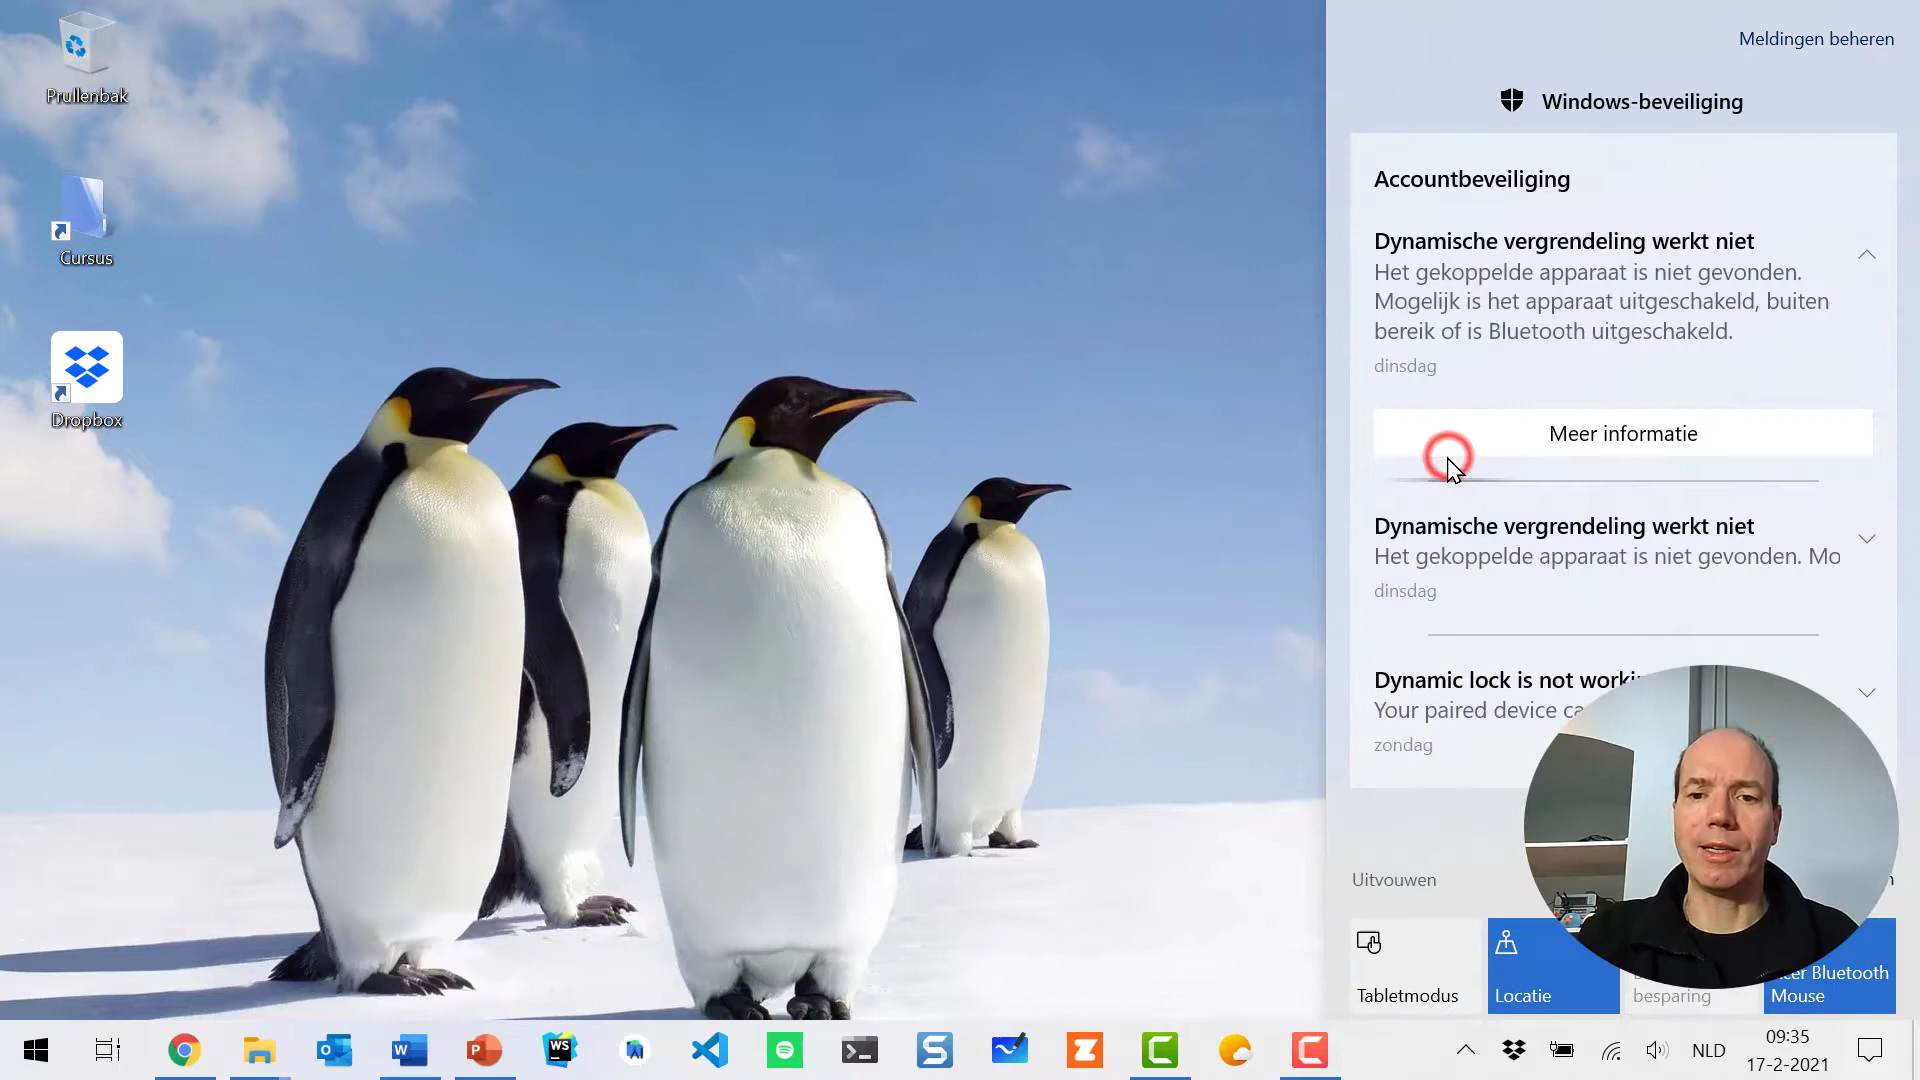 Prullenbak
Cursus
Dropbox
Meldingen beheren
Windows-beveiliging
Accountbeveiliging
Dynamische vergrendeling werkt niet
Het gekoppelde apparaat is niet gevonden.
Mogelijk is het apparaat uitgeschakeld, buiten
bereik of is Bluetooth uitgeschakeld.
dinsdag
Meer informatie
Dynamische vergrendeling werkt niet
Het gekoppelde apparaat is niet gevonden. Mo
dinsdag
Dynamic lock is not
Your paired device
zondag
Uitvouwen
Tabletmodus
Locatie
besparing
Bluetooth
Mouse
NLD
09:35
17-2-2021